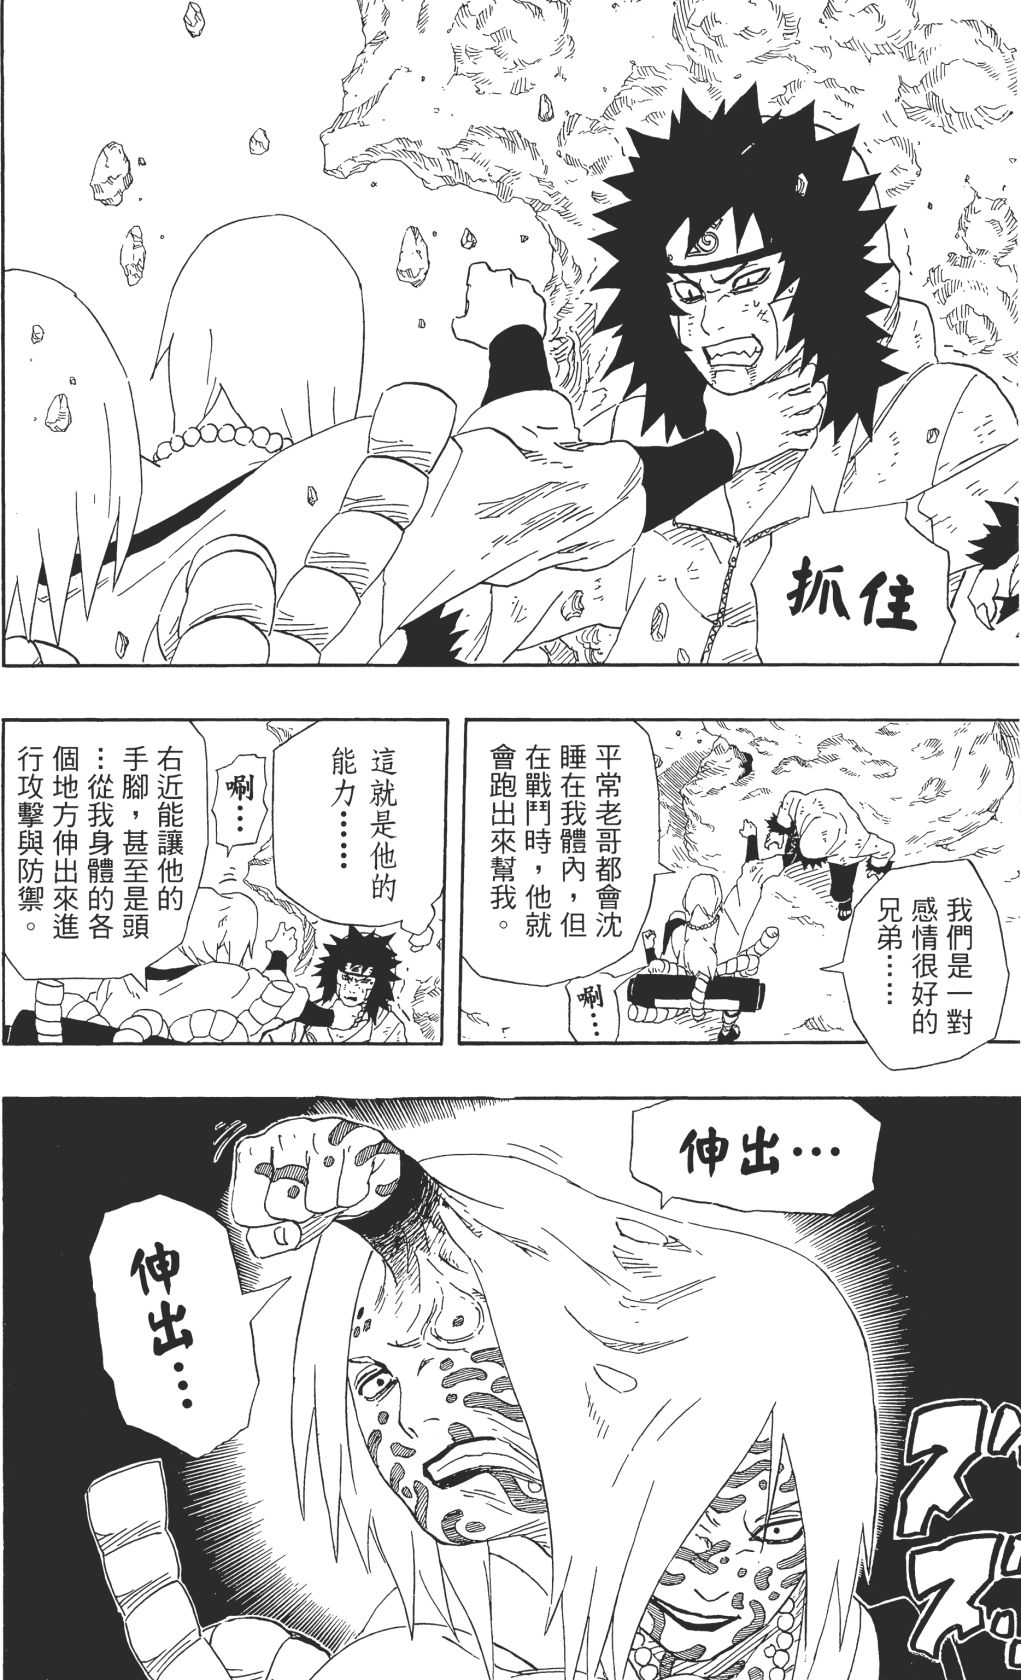 抓住
我們是一對
感情很好的
兄弟……
平常老哥都會沈
睡在我體內，但
在戰鬥時，他就
會跑出來幫我。
唰…
這就是他的
能力……
唰…
右近能讓他的
手腳，甚至是頭
…從我身體的各
個地方伸出來進
行攻擊與防禦。
伸出…
伸出…
ズ
ズ